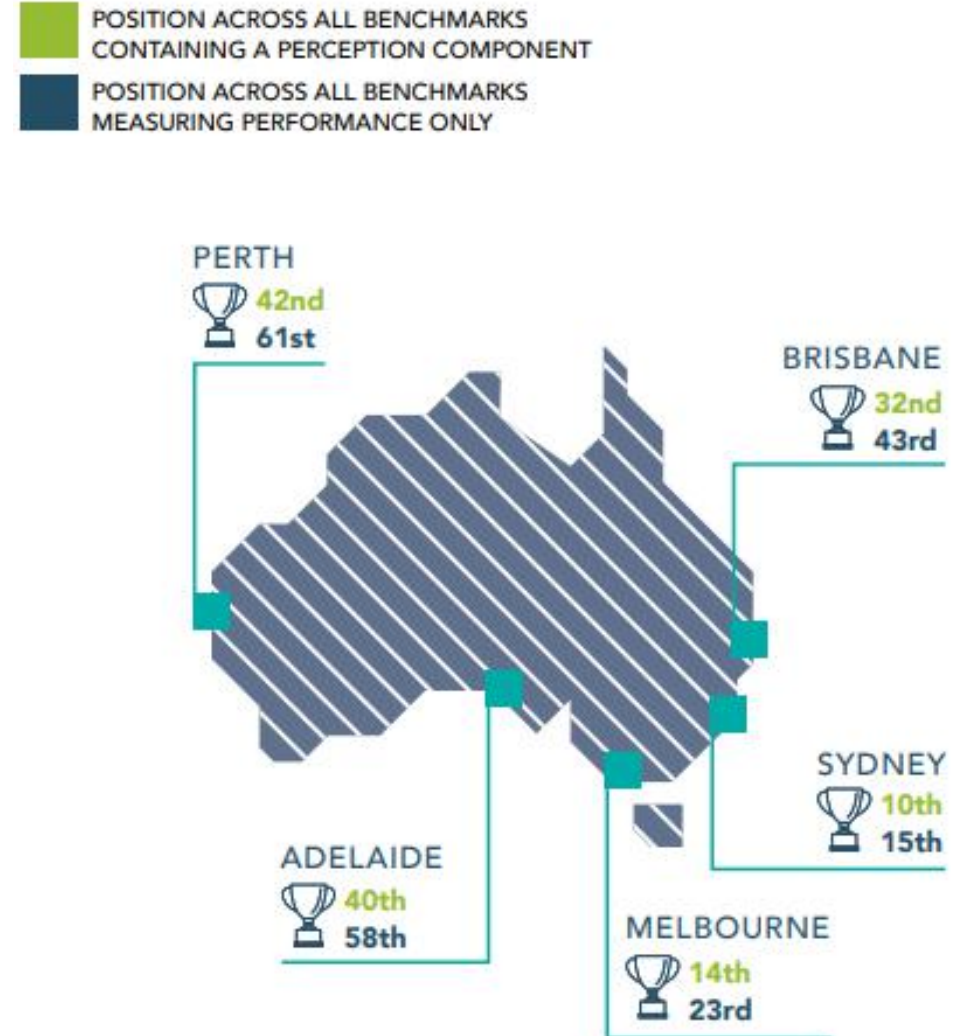 POSITION ACROSS ALL BENCHMARKS
CONTAINING A PERCEPTION COMPONENT
POSITION ACROSS ALL BENCHMARKS
MEASURING PERFORMANCE ONLY
PERTH
42nd
61st
BRISBANE
32nd
43rd
SYDNEY
10th
15th
ADELAIDE
40th
58th
MELBOURNE
14th
23rd